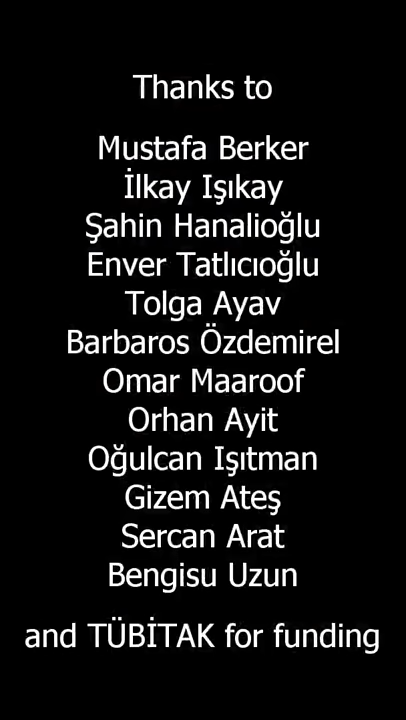 Thanks to
Mustafa Berker
İlkay Işıkay
Şahin Hanalioğlu
Enver Tatlıcıoğlu
Tolga Ayav
Barbaros Özdemirel
Omar Maaroof
Orhan Ayit
Oğulcan Işıtman
Gizem Ateş
Sercan Arat
Bengisu Uzun
and TÜBİTAK for funding